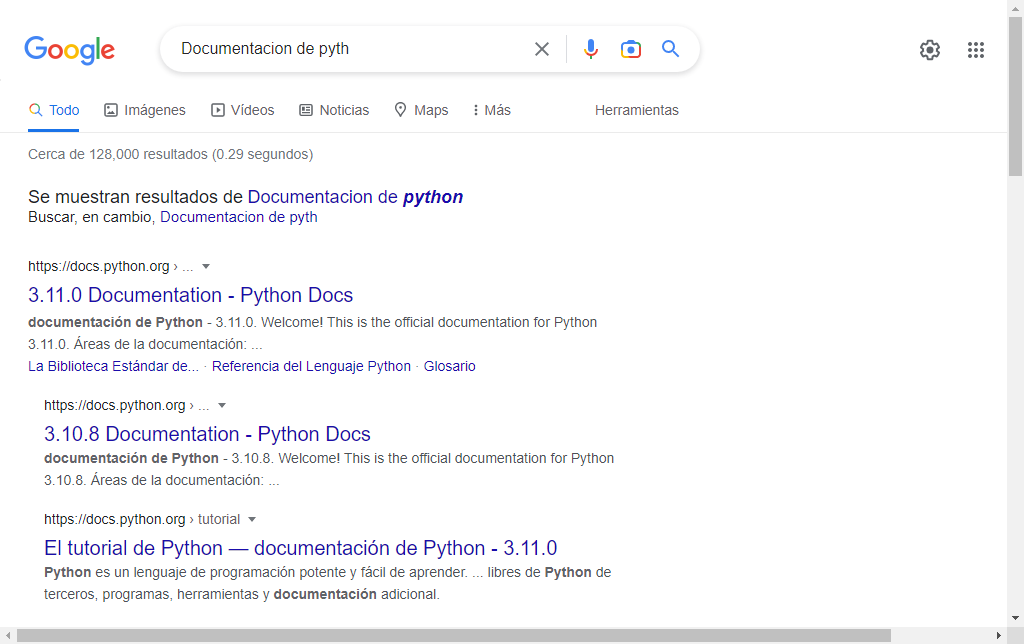 Google
Documentacion de pyth
Todo Imágenes Vídeos Noticias Maps Más Herramientas
Cerca de 128,000 resultados (0.29 segundos)
Se muestran resultados de Documentacion de python
Buscar, en cambio, Documentacion de pyth
https://docs.python.org › ...
3.11.0 Documentation - Python Docs
documentación de Python - 3.11.0. Welcome! This is the official documentation for Python
3.11.0. Áreas de la documentación: ...
La Biblioteca Estándar de... · Referencia del Lenguaje Python · Glosario
https://docs.python.org › ...
3.10.8 Documentation - Python Docs
documentación de Python - 3.10.8. Welcome! This is the official documentation for Python
3.10.8. Áreas de la documentación: ...
https://docs.python.org › tutorial
El tutorial de Python — documentación de Python - 3.11.0
Python es un lenguaje de programación potente y fácil de aprender. ... libres de Python de
terceros, programas, herramientas y documentación adicional.